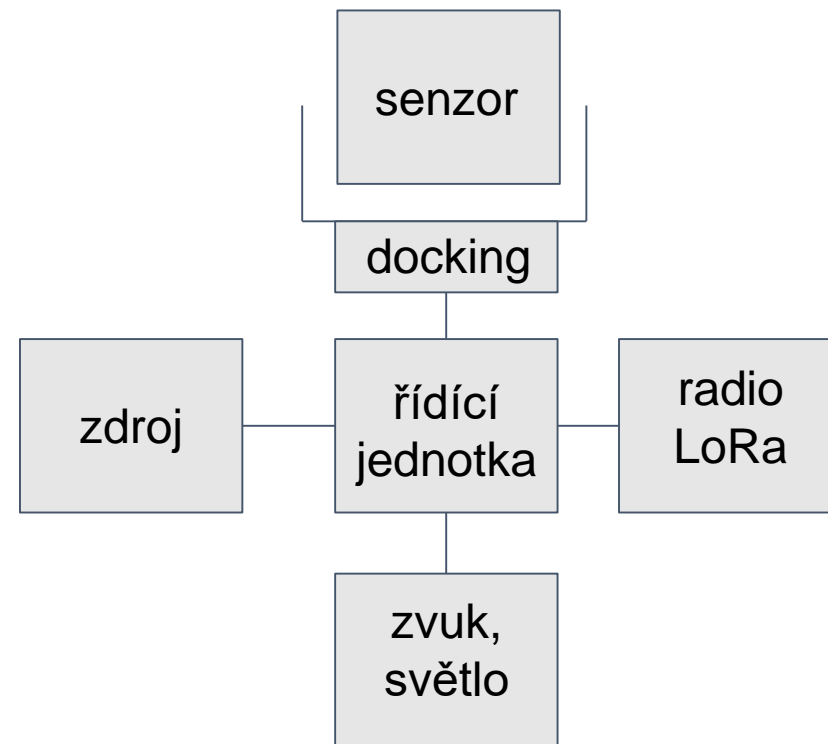 senzor
docking
zdroj
řídící
jednotka
radio
LoRa
zvuk,
světlo